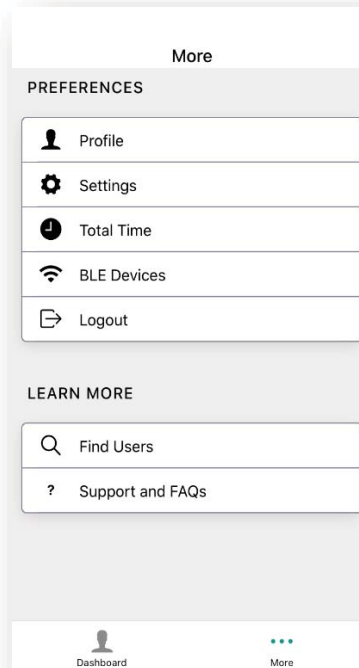 More
PREFERENCES
Profile
Settings
Total Time
BLE Devices
Logout
LEARN MORE
Find Users
? Support and FAQs
Dashboard More